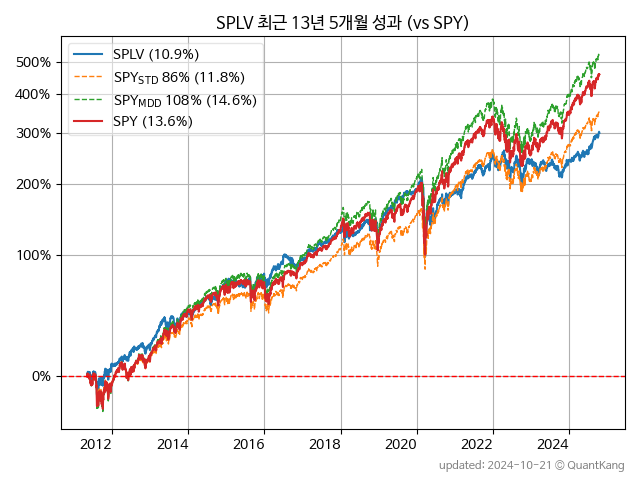 SPLV 최근 13년 5개월 성과 (vs SPY)
SPLV (10.9%)
SPY_STD 86% (11.8%)
SPY_MDD 108% (14.6%)
SPY (13.6%)
500%
400%
300%
200%
100%
0%
2012 2014 2016 2018 2020 2022 2024
updated: 2024-10-21 © QuantKang